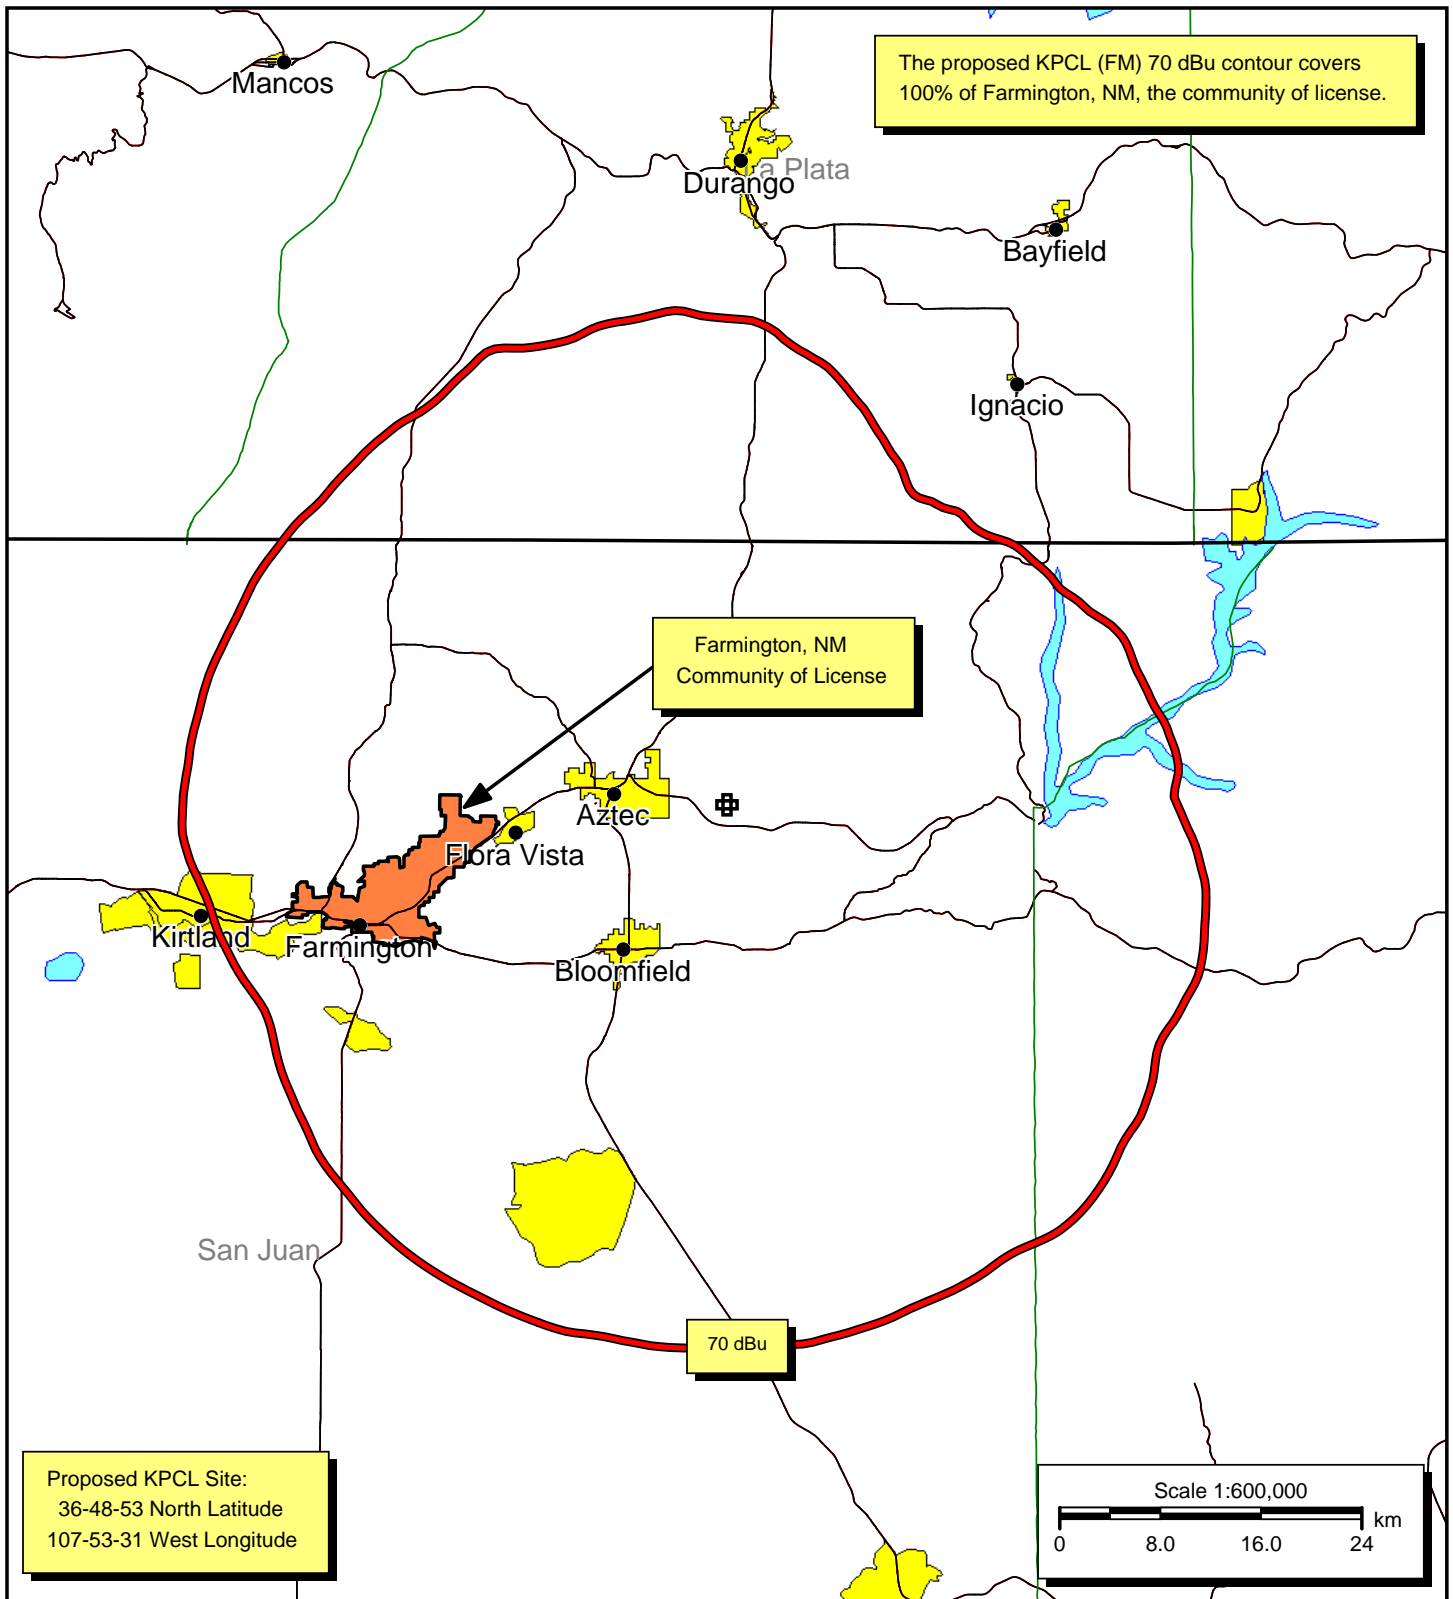 Mancos
The proposed KPCL (FM) 70 dBu contour covers
100% of Farmington, NM, the community of license.
a Plata
Durango
Bayfield
Ignacio
Farmington, NM
Community of License
Aztec
Flora Vista
Kirtland
Farmington
Bloomfield
San Juan
70 dBu
Proposed KPCL Site:
36-48-53 North Latitude
107-53-31 West Longitude
Scale 1:600,000
km
0 8.0 16.0 24